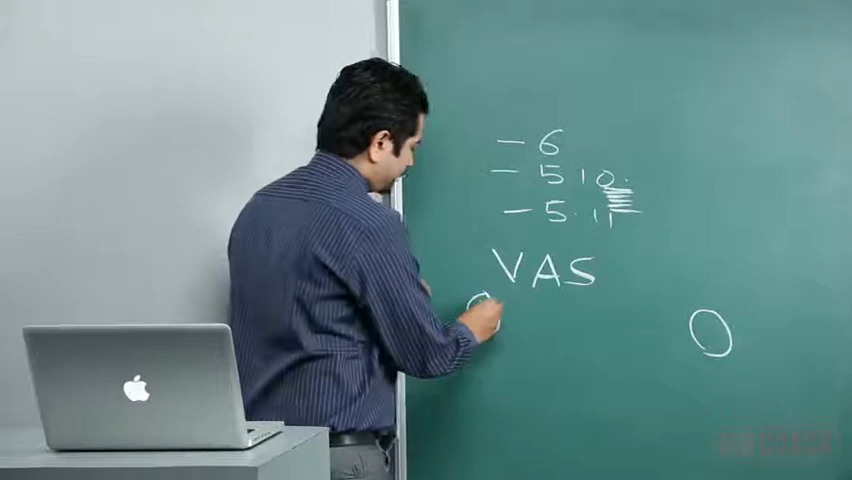 – 6
– 5.10.
– 5.11
VAS
O